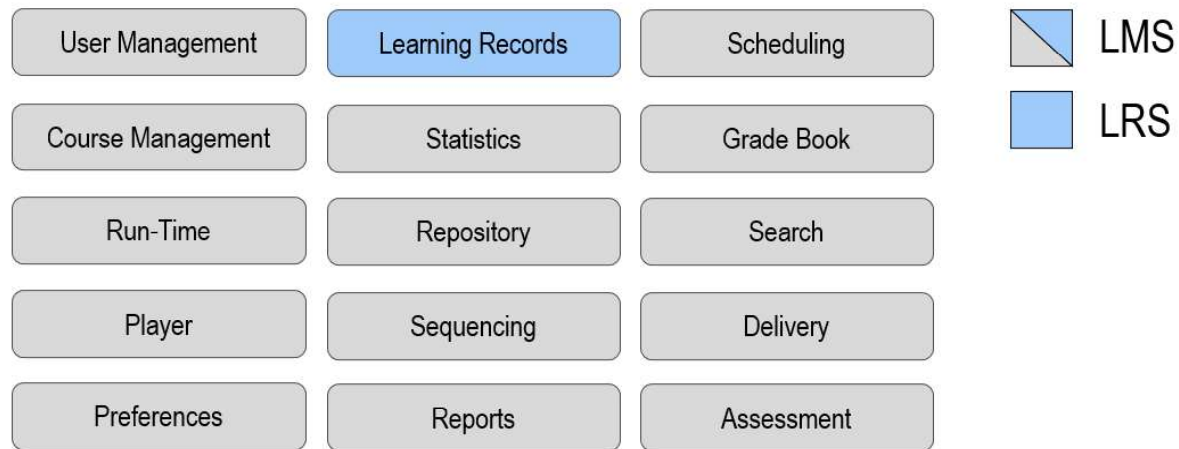 User Management
Learning Records
Scheduling
LMS
Course Management
Statistics
Grade Book
LRS
Run-Time
Repository
Search
Player
Sequencing
Delivery
Preferences
Reports
Assessment